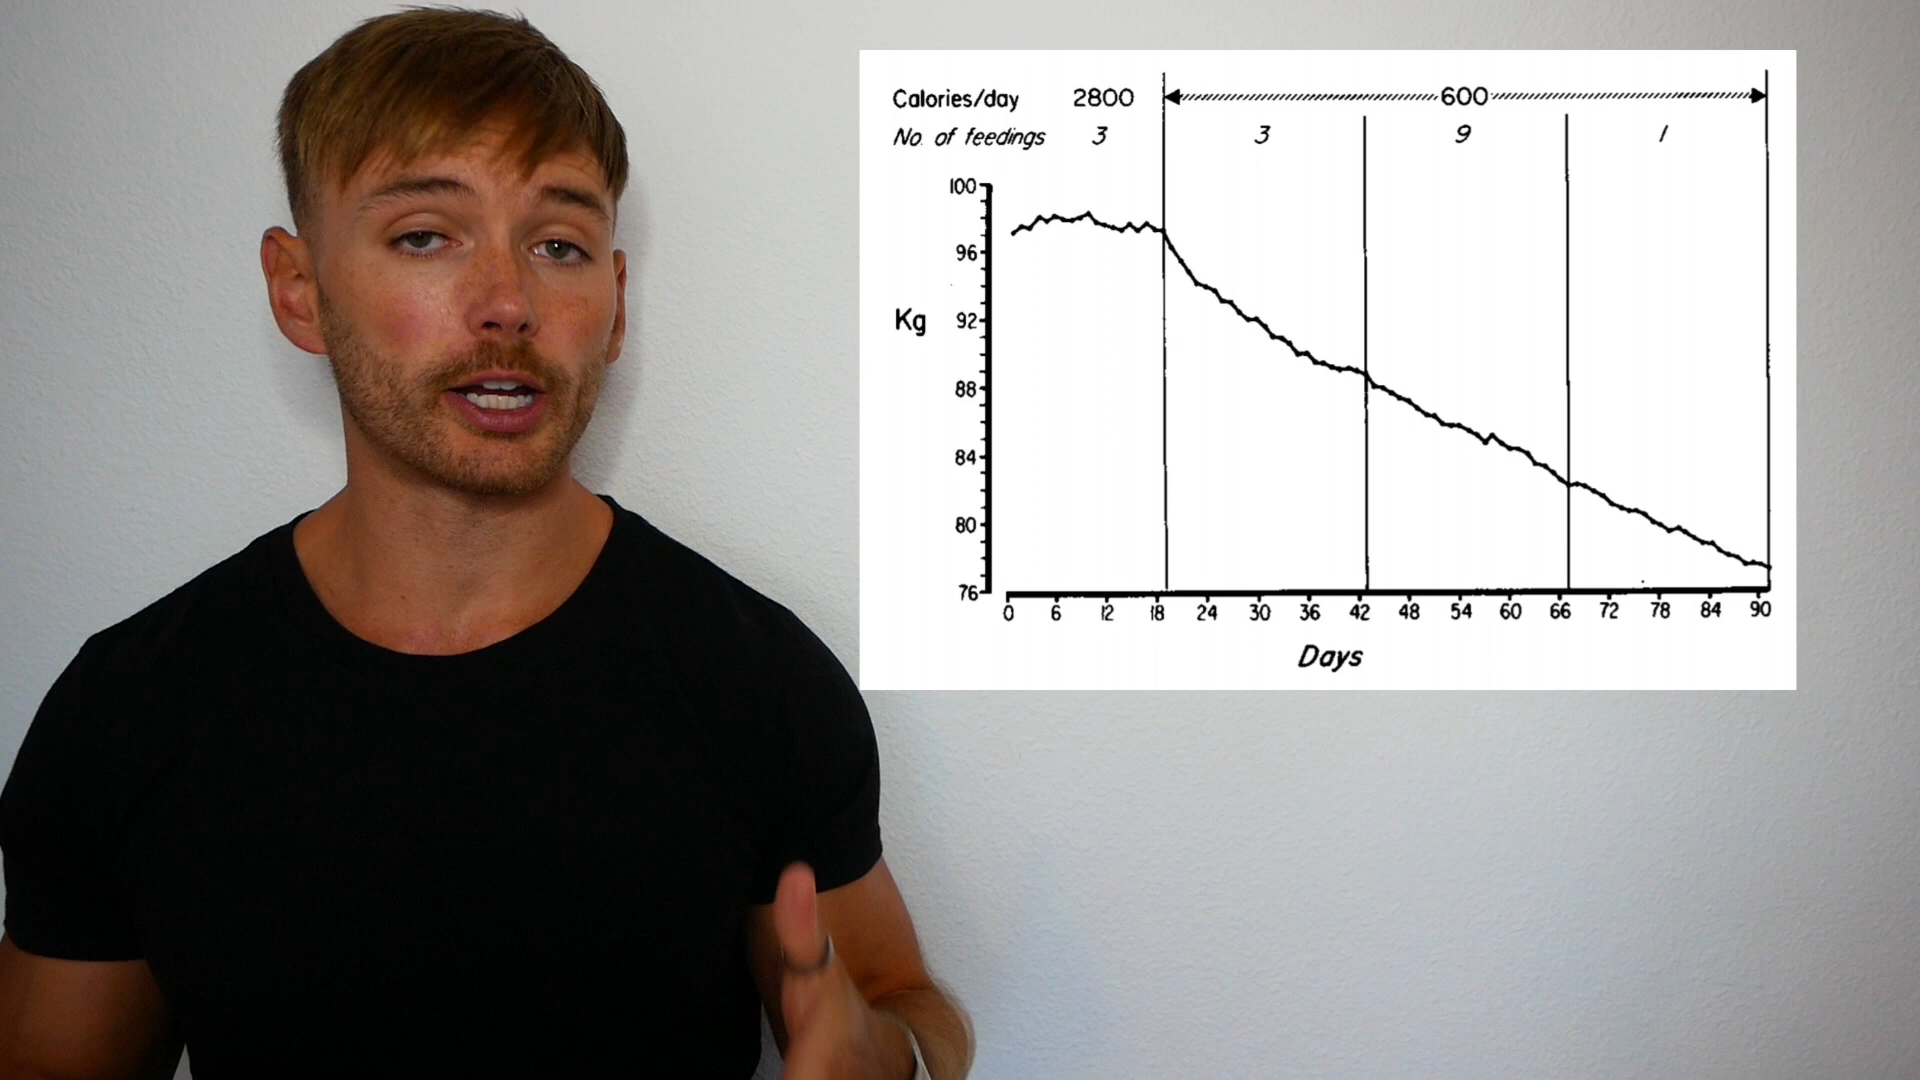 Calories/day 2800 600
No. of feedings 3 3 9 1
100
96
Kg 92
88
84
80
76
0 6 12 18 24 30 36 42 48 54 60 66 72 78 84 90
Days